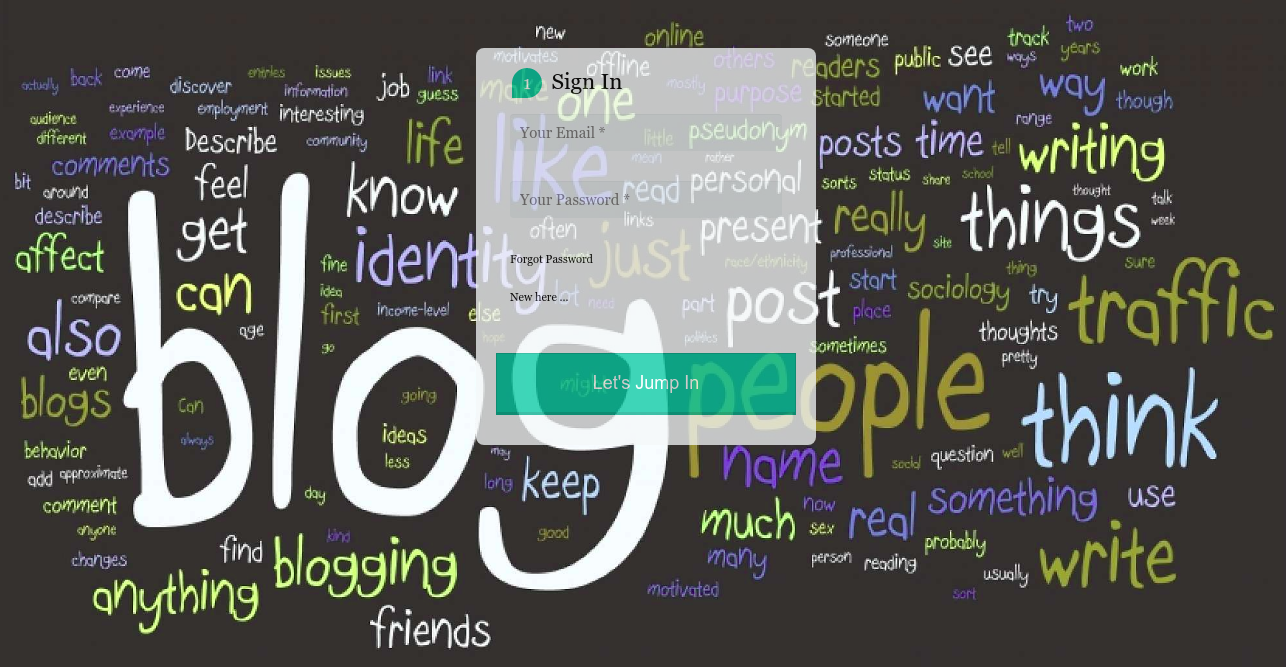 new
online
two
someone
track
years
motivates
offline
others
public
see
ways
readers
work
actually
back
come
discover
entries
issues
information
job
link
guess
1
Sign In
make
one
mostly
purpose
started
want
way
though
experience
employment
interesting
audience
different
example
Describe
community
life
Your Email *
like
little
pseudonym
posts
time
tell
range
writing
comments
mean
rather
bit
around
feel
know
read
personal
sorts
status
share
school
thought
talk
week
describe
get
Your Password *
often
links
present
really
site
things
affect
fine
identity
Forgot Password
just
race/ethnicity
professional
start
thing
sure
can
idea
New here ...
lot
need
compare
first
income-level
else
part
post
place
sociology
try
traffic
also
age
go
hope
politics
sometimes
thoughts
pretty
even
blog
Let's Jump In
people
think
blogs
Can
going
always
ideas
less
behavior
may
name
social
question
well
add
approximate
long
keep
something
use
comment
day
now
much
sex
real
anyone
kind
good
probably
changes
find
blogging
many
person
reading
usually
write
anything
motivated
sort
friends